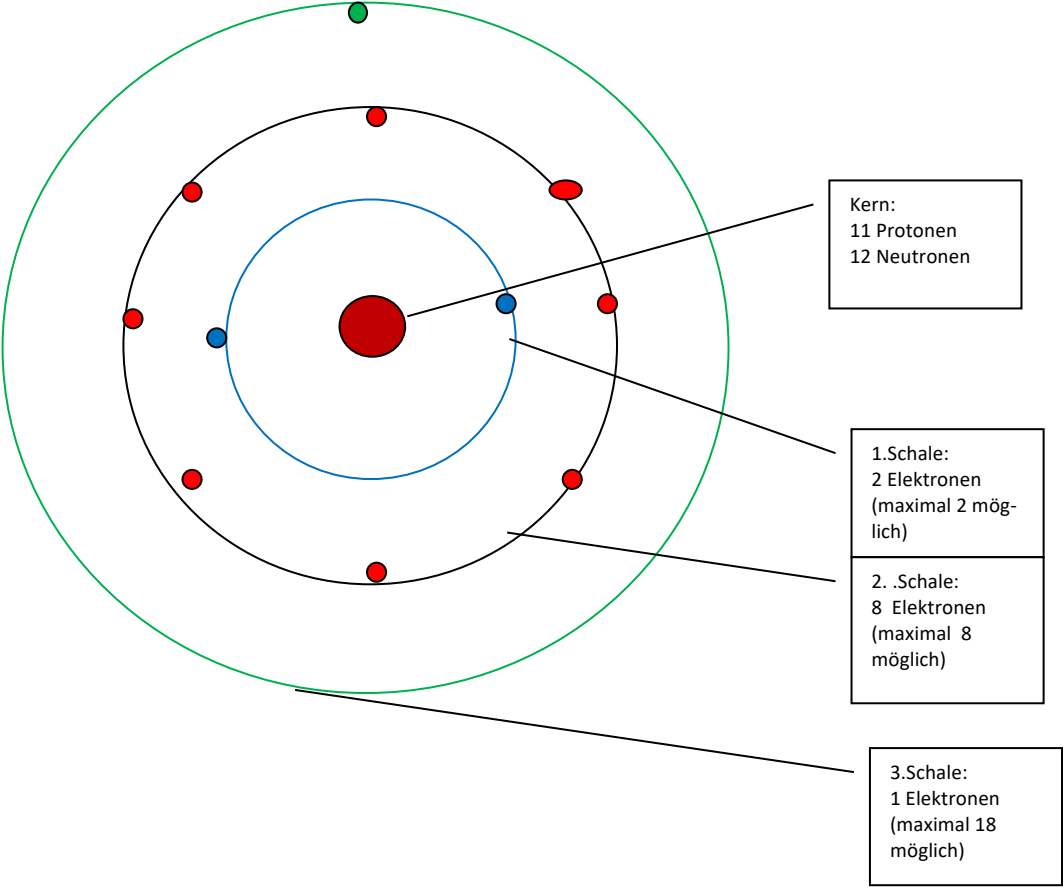 Kern:
11 Protonen
12 Neutronen
1.Schale:
2 Elektronen
(maximal 2 mög-
lich)
2. .Schale:
8  Elektronen
(maximal  8
möglich)
3.Schale:
1 Elektronen
(maximal 18
möglich)